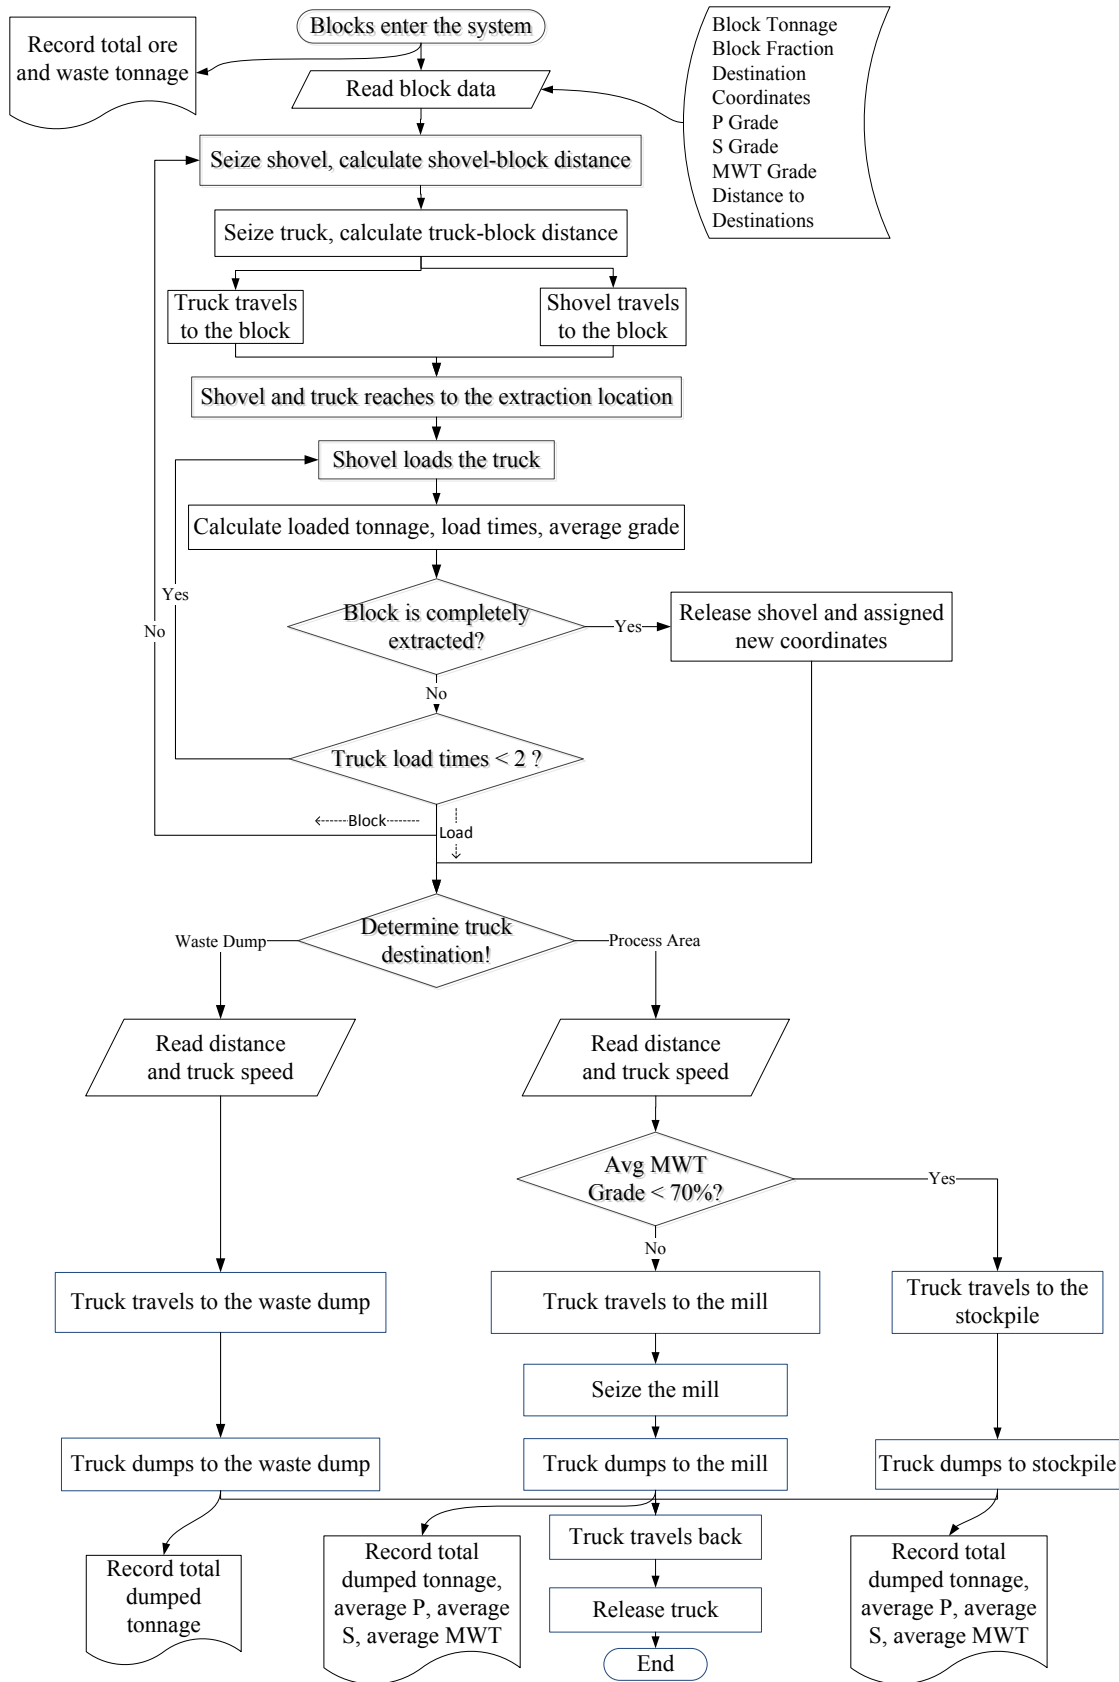 Blocks enter the system
Record total ore
and waste tonnage
Read block data
Block Tonnage
Block Fraction
Destination
Coordinates
P Grade
S Grade
MWT Grade
Distance to
Destinations
Seize shovel, calculate shovel-block distance
Seize truck, calculate truck-block distance
Truck travels
to the block
Shovel travels
to the block
Shovel and truck reaches to the extraction location
Shovel loads the truck
Calculate loaded tonnage, load times, average grade
Yes
No
Block is completely
extracted?
Yes
Release shovel and assigned
new coordinates
No
Truck load times < 2 ?
Block
Load
Determine truck
destination!
Waste Dump
Process Area
Read distance
and truck speed
Read distance
and truck speed
Avg MWT
Grade < 70%?
Yes
No
Truck travels to the waste dump
Truck travels to the mill
Truck travels to the
stockpile
Seize the mill
Truck dumps to the waste dump
Truck dumps to the mill
Truck dumps to stockpile
Record total
dumped
tonnage
Record total
dumped tonnage,
average P, average
S, average MWT
Truck travels back
Release truck
End
Record total
dumped tonnage,
average P, average
S, average MWT